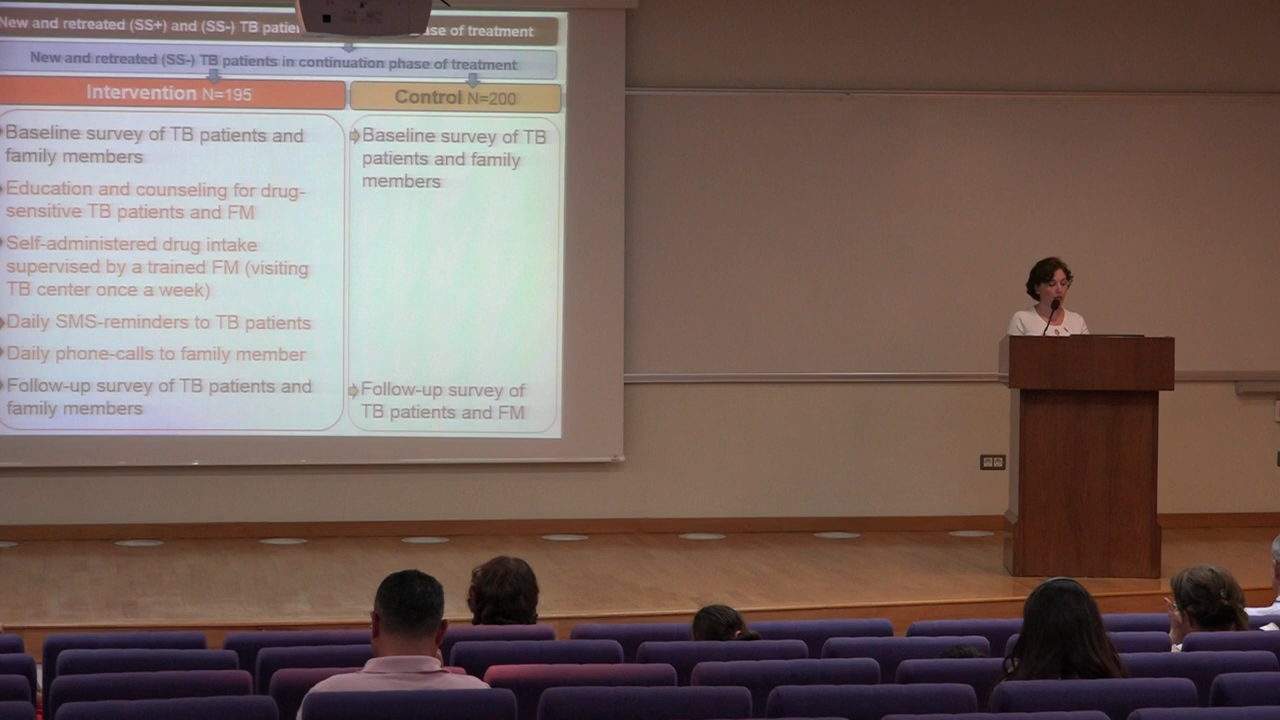 New and retreated (SS+) and (SS-) TB ase of treatment
New and retreated (SS-) TB patients in continuation phase of treatment
Intervention N=195
Baseline survey of TB patients and
family members
Education and counseling for drug-
sensitive TB patients and FM
Self-administered drug intake
supervised by a trained FM (visiting
TB center once a week)
Daily SMS-reminders to TB patients
Daily phone-calls to family member
Follow-up survey of TB patients and
family members
Control N=200
Baseline survey of TB
patients and family
members
Follow-up survey of
TB patients and FM